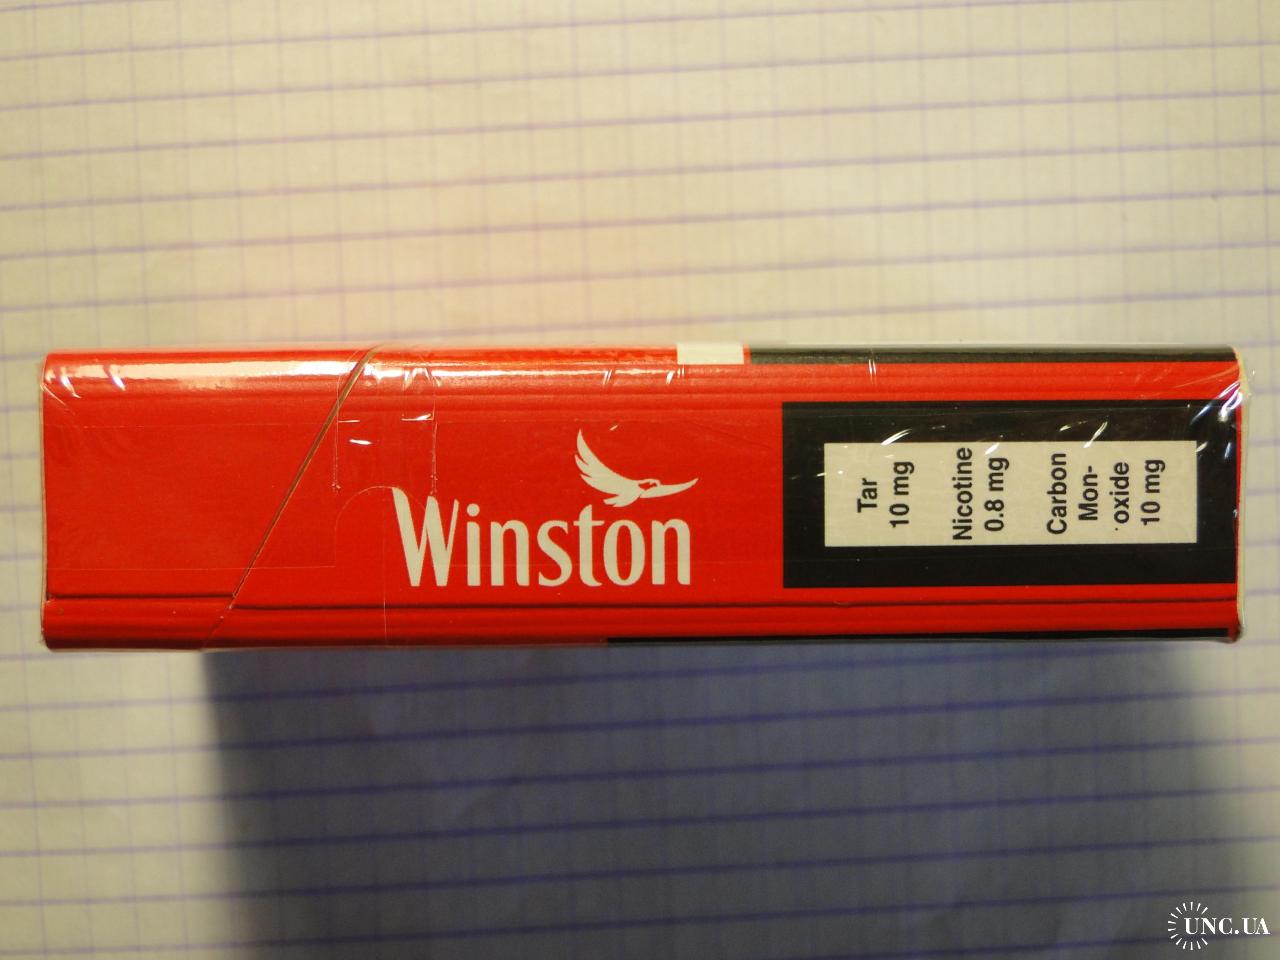 Winston
Tar
10 mg
Nicotine
0.8 mg
Carbon
Mon-
oxide
10 mg
UNC.UA